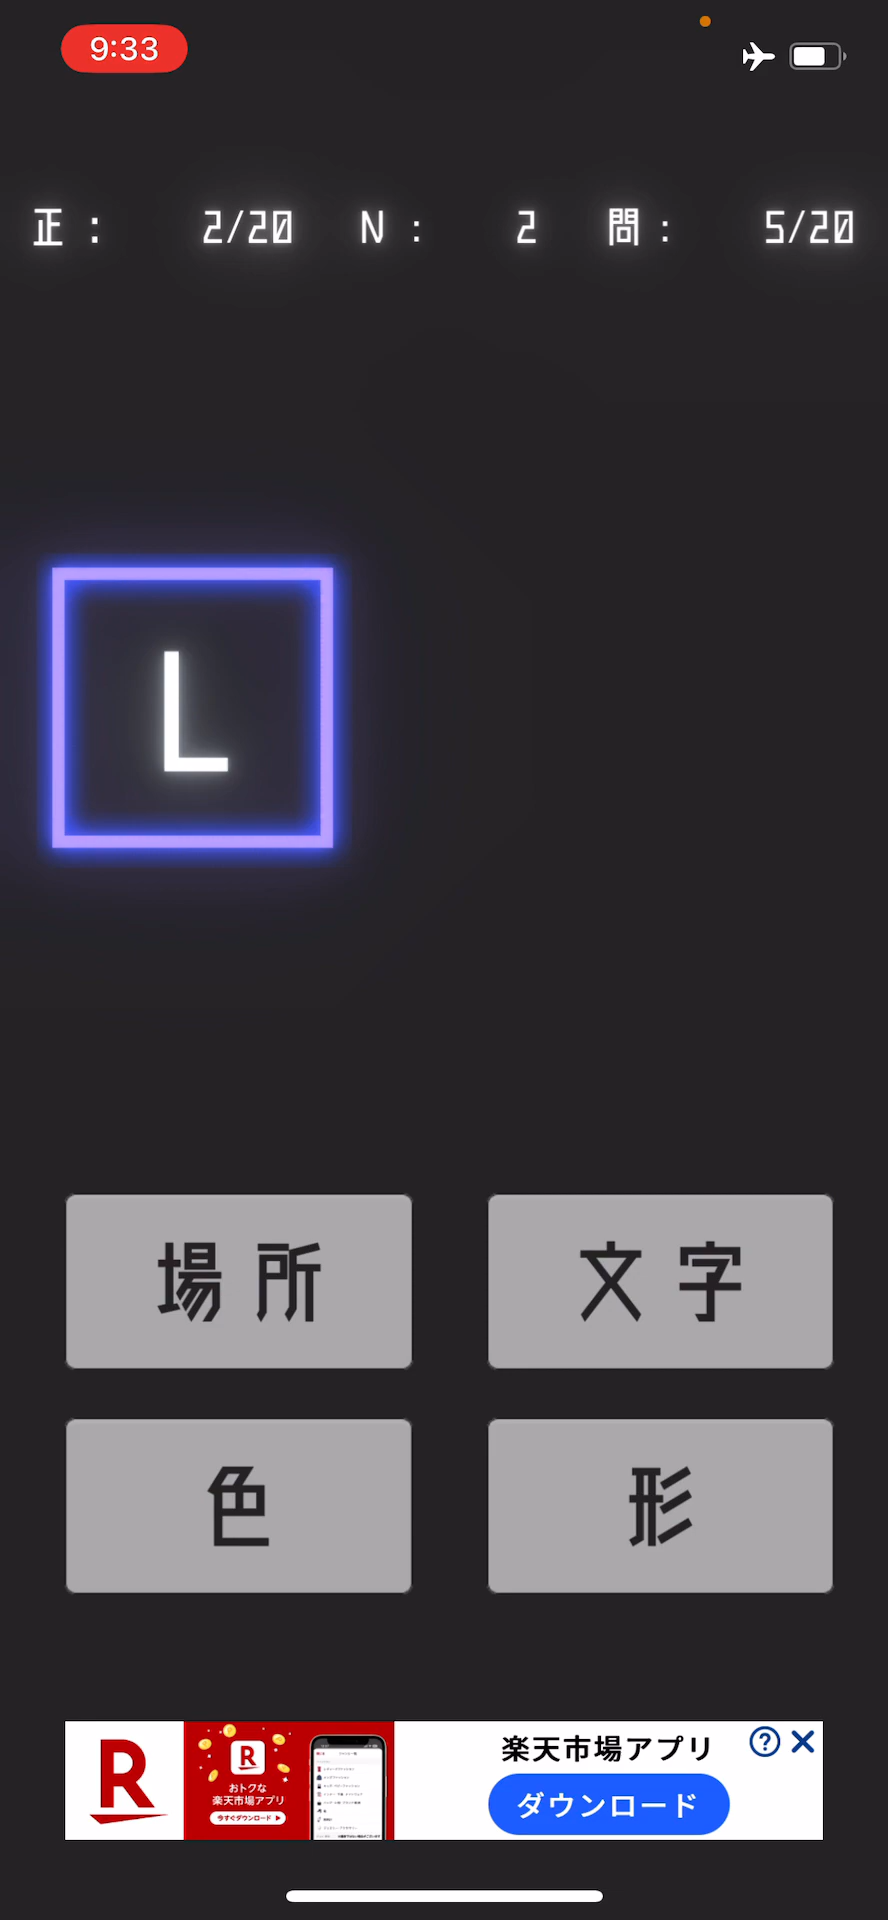 9:33
正: 2/20 N: 2 問: 5/20
L
場所 文字
色 形
R
R
おトクな
楽天市場アプリ
今すぐダウンロード ▶
楽天市場アプリ
ダウンロード